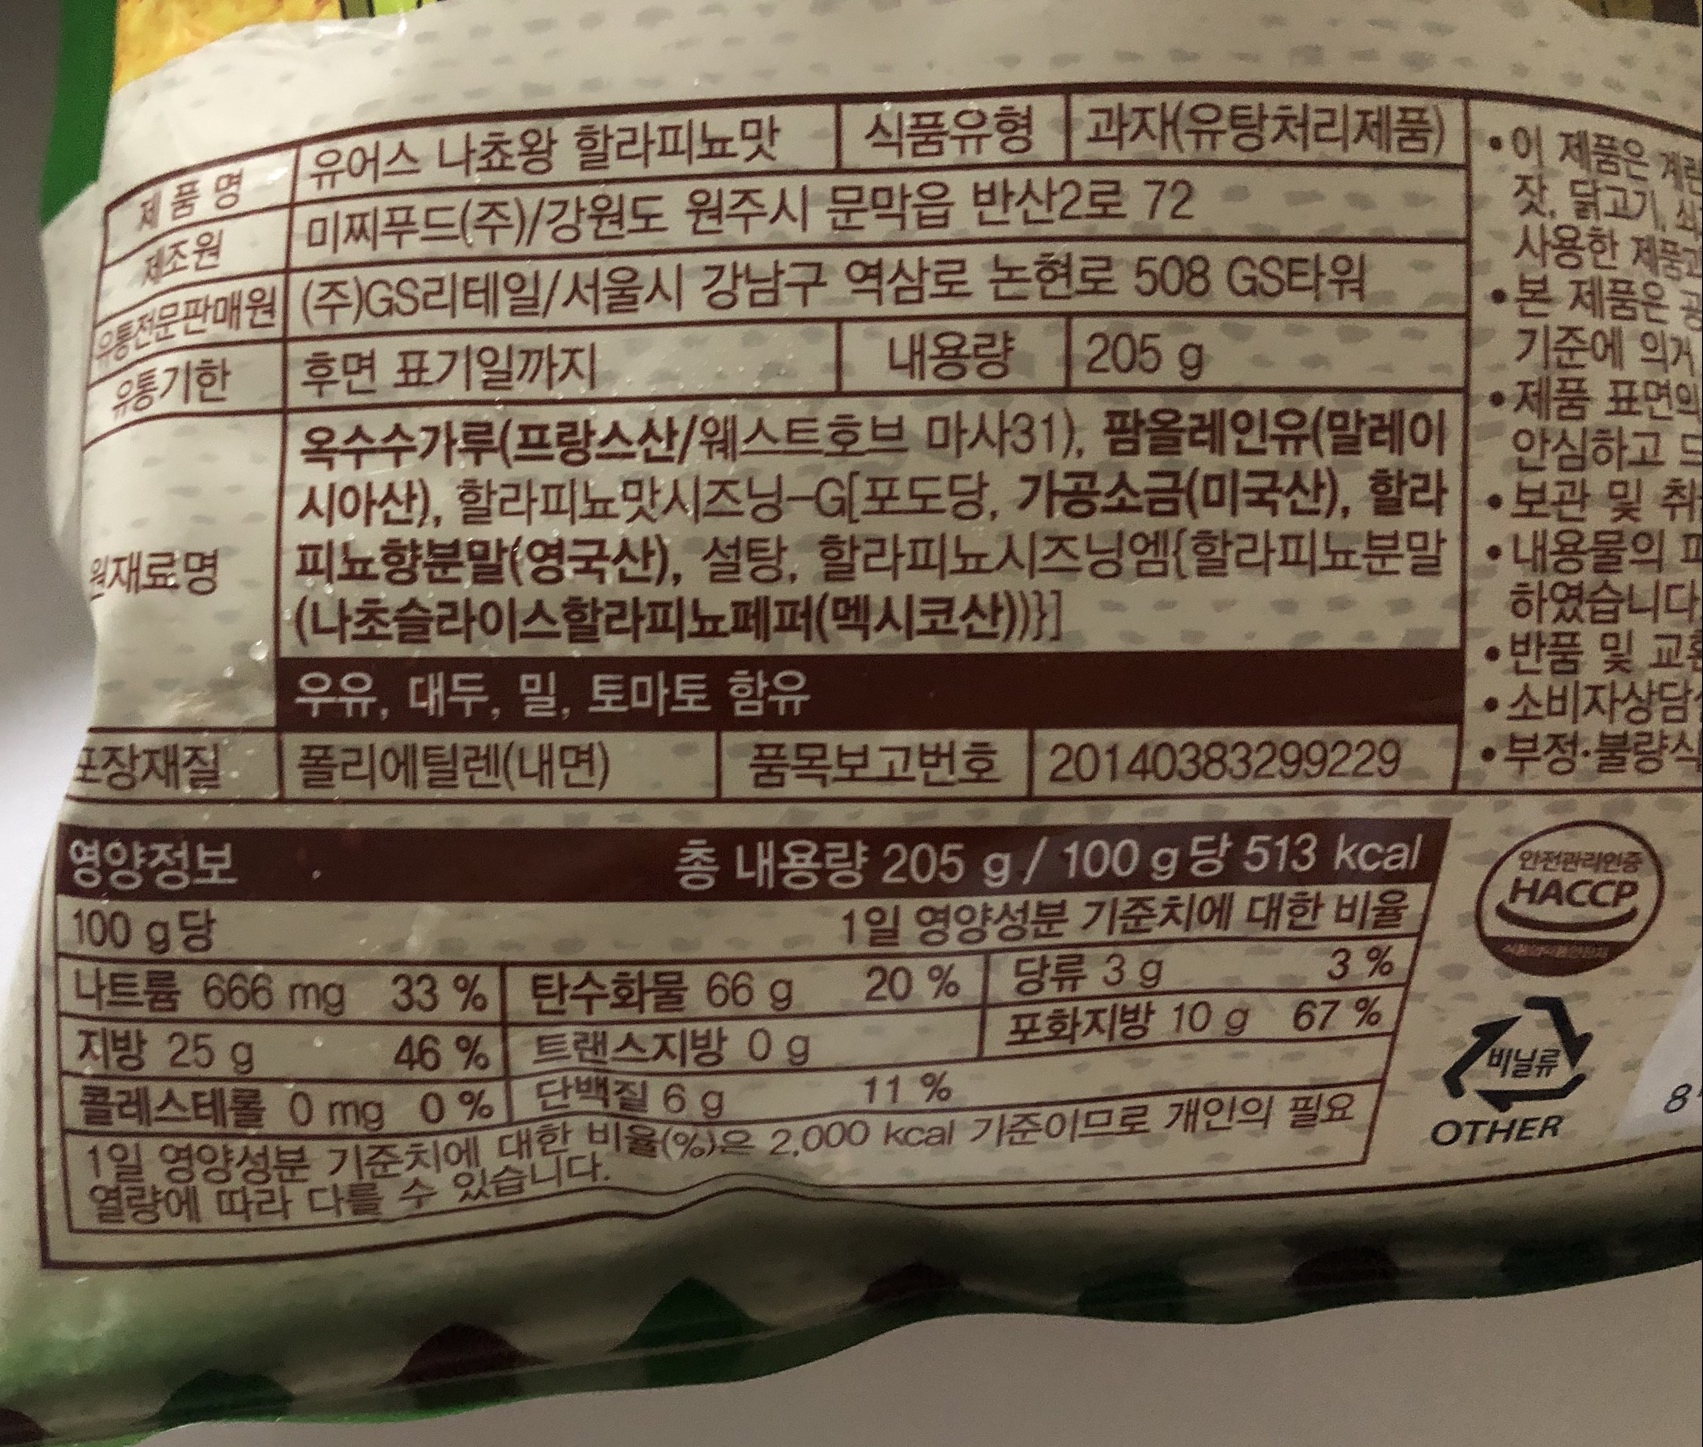 제품명 유어스 나쵸왕 할라피뇨맛 식품유형 과자(유탕처리제품)
제조원 미찌푸드(주)/강원도 원주시 문막읍 반산2로 72
유통전문판매원 (주)GS리테일/서울시 강남구 역삼로 논현로 508 GS타워
유통기한 후면 표기일까지 내용량 205 g
원재료명
옥수수가루(프랑스산/웨스트호브 마사31), 팜올레인유(말레이
시아산), 할라피뇨맛시즈닝-G[포도당, 가공소금(미국산), 할라
피뇨향분말(영국산), 설탕, 할라피뇨시즈닝엠{할라피뇨분말
(나초슬라이스할라피뇨페퍼(멕시코산))}]
우유, 대두, 밀, 토마토 함유
포장재질 폴리에틸렌(내면) 품목보고번호 20140383299229
•이 제품은 계란
잣, 닭고기,
사용한 제품과
•본 제품은
기준에 의거
•제품 표면의
안심하고
•보관 및 취
•내용물의
하였습니다
•반품 및 교환
•소비자상담
•부정·불량식
영양정보 총 내용량 205 g / 100 g당 513 kcal
100 g당 1일 영양성분 기준치에 대한 비율
나트륨 666 mg 33 % 탄수화물 66 g 20 % 당류 3 g 3 %
지방 25 g 46 % 트랜스지방 0 g 포화지방 10 g 67 %
콜레스테롤 0 mg 0 % 단백질 6 g 11 %
1일 영양성분 기준치에 대한 비율(%)은 2,000 kcal 기준이므로 개인의 필요
열량에 따라 다를 수 있습니다.
안전관리인증
HACCP
비닐류
OTHER
8